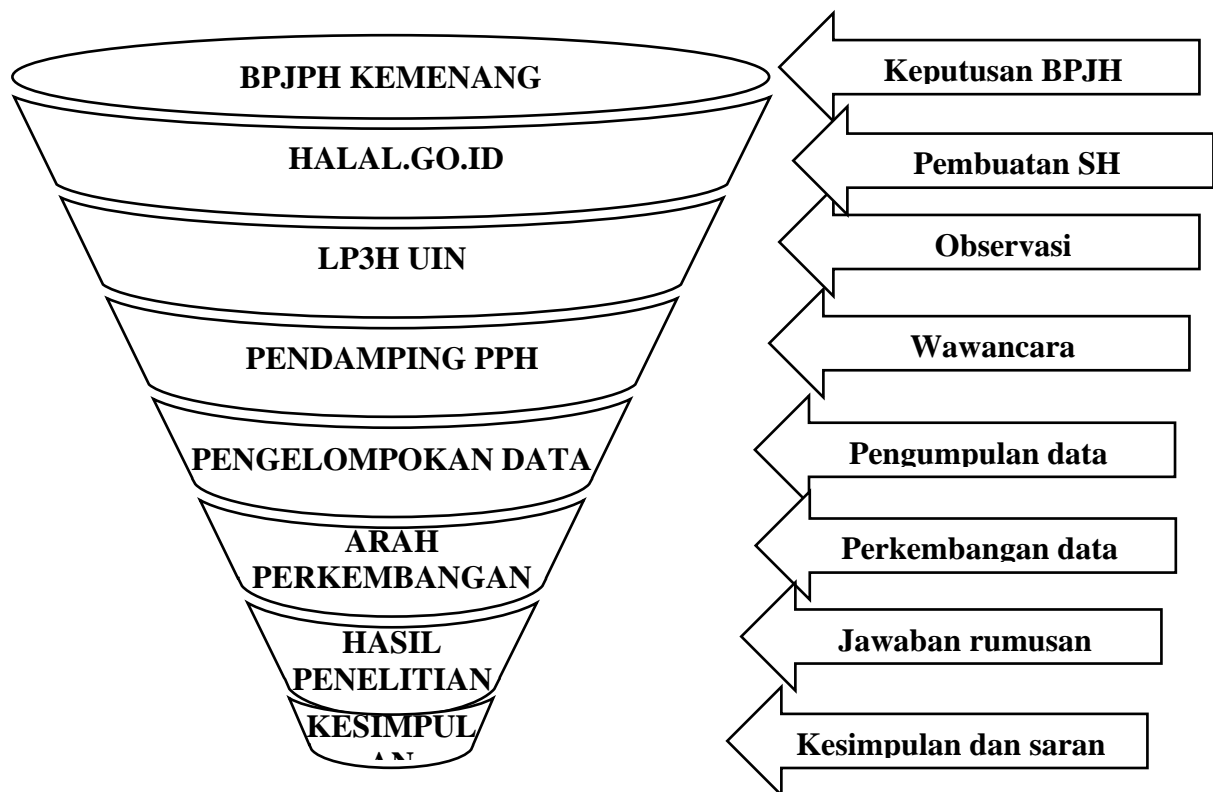 BPJPH KEMENANG
Keputusan BPJH
HALAL.GO.ID
Pembuatan SH
LP3H UIN
Observasi
PENDAMPING PPH
Wawancara
PENGELOMPOKAN DATA
Pengumpulan data
ARAH
PERKEMBANGAN
Perkembangan data
HASIL
PENELITIAN
Jawaban rumusan
KESIMPUL
AN
Kesimpulan dan saran